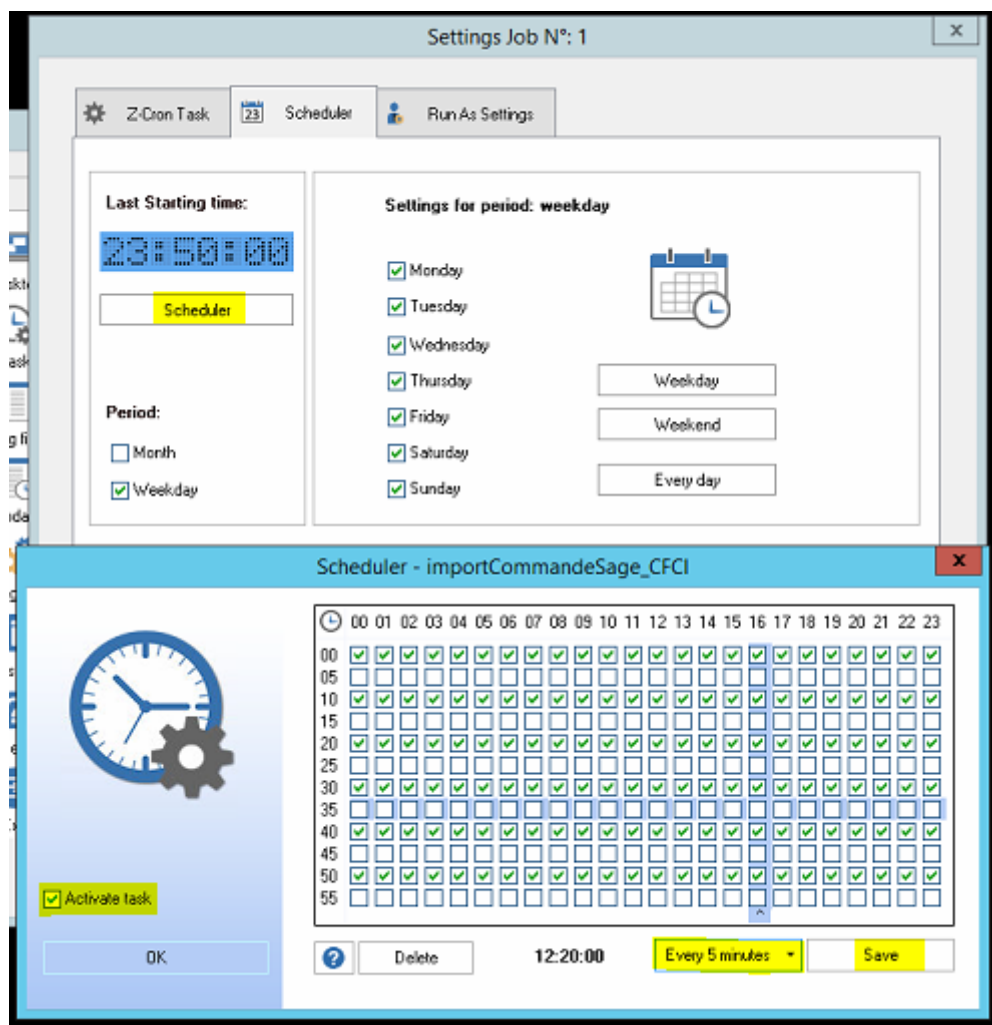 Settings Job N°: 1
x
Z-Cron Task
23
Scheduler
Run As Settings
Last Starting time:
Settings for period: weekday
23:50:00
Monday
Scheduler
Tuesday
Wednesday
Thursday
Weekday
Period:
Friday
Weekend
Month
Saturday
Weekday
Sunday
Every day
Scheduler - importCommandeSage_CFCI
x
00 01 02 03 04 05 06 07 08 09 10 11 12 13 14 15 16 17 18 19 20 21 22 23
00
05
10
15
20
25
30
35
40
45
50
55
Activate task
OK
?
Delete
12:20:00
Every 5 minutes
Save